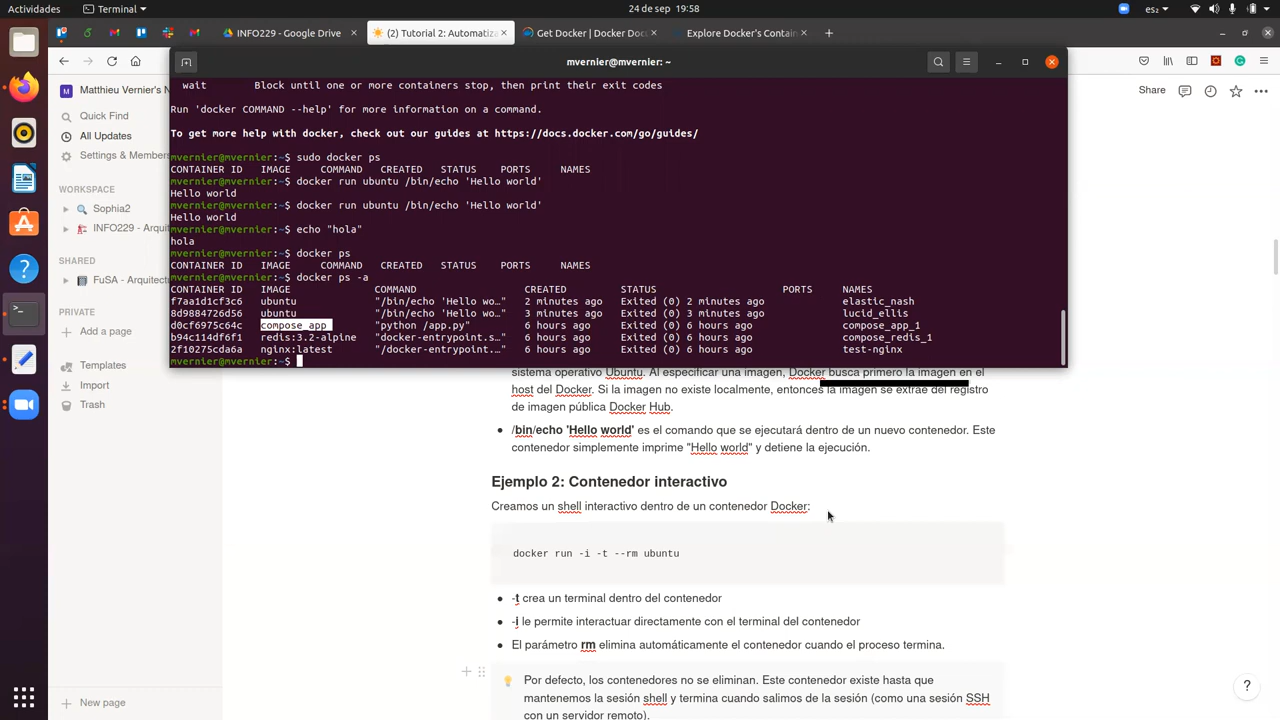 Actividades
Terminal
24 de sep 19:58
es2
INFO229 - Google Drive
(2) Tutorial 2: Automatiza
Get Docker | Docker Doc
Explore Docker's Contain
mvernier@mvernier: ~
Matthieu Vernier's N
Quick Find
All Updates
Settings & Members
WORKSPACE
Sophia2
INFO229 - Arqui
SHARED
FuSA - Arquitect
PRIVATE
Add a page
Templates
Import
Trash
New page
Share
wait Block until one or more containers stop, then print their exit codes
Run 'docker COMMAND --help' for more information on a command.
To get more help with docker, check out our guides at https://docs.docker.com/go/guides/
mvernier@mvernier:~$ sudo docker ps
CONTAINER ID IMAGE COMMAND CREATED STATUS PORTS NAMES
mvernier@mvernier:~$ docker run ubuntu /bin/echo 'Hello world'
Hello world
mvernier@mvernier:~$ docker run ubuntu /bin/echo 'Hello world'
Hello world
mvernier@mvernier:~$ echo "hola"
hola
mvernier@mvernier:~$ docker ps
CONTAINER ID IMAGE COMMAND CREATED STATUS PORTS NAMES
mvernier@mvernier:~$ docker ps -a
CONTAINER ID IMAGE COMMAND CREATED STATUS PORTS NAMES
f7aa1d1cf3c6 ubuntu "/bin/echo 'Hello wo…" 2 minutes ago Exited (0) 2 minutes ago elastic_nash
8d9884726d56 ubuntu "/bin/echo 'Hello wo…" 3 minutes ago Exited (0) 3 minutes ago lucid_ellis
d0cf6975c64c compose_app "python /app.py" 6 hours ago Exited (0) 6 hours ago compose_app_1
b94c114df6f1 redis:3.2-alpine "docker-entrypoint.s…" 6 hours ago Exited (0) 6 hours ago compose_redis_1
2f10275cda6a nginx:latest "/docker-entrypoint.…" 6 hours ago Exited (0) 6 hours ago test-nginx
mvernier@mvernier:~$
sistema operativo Ubuntu. Al especificar una imagen, Docker busca primero la imagen en el
host del Docker. Si la imagen no existe localmente, entonces la imagen se extrae del registro
de imagen pública Docker Hub.
/bin/echo 'Hello world' es el comando que se ejecutará dentro de un nuevo contenedor. Este
contenedor simplemente imprime "Hello world" y detiene la ejecución.
Ejemplo 2: Contenedor interactivo
Creamos un shell interactivo dentro de un contenedor Docker:
docker run -i -t --rm ubuntu
-t crea un terminal dentro del contenedor
-i le permite interactuar directamente con el terminal del contenedor
El parámetro rm elimina automáticamente el contenedor cuando el proceso termina.
Por defecto, los contenedores no se eliminan. Este contenedor existe hasta que
mantenemos la sesión shell y termina cuando salimos de la sesión (como una sesión SSH
con un servidor remoto).